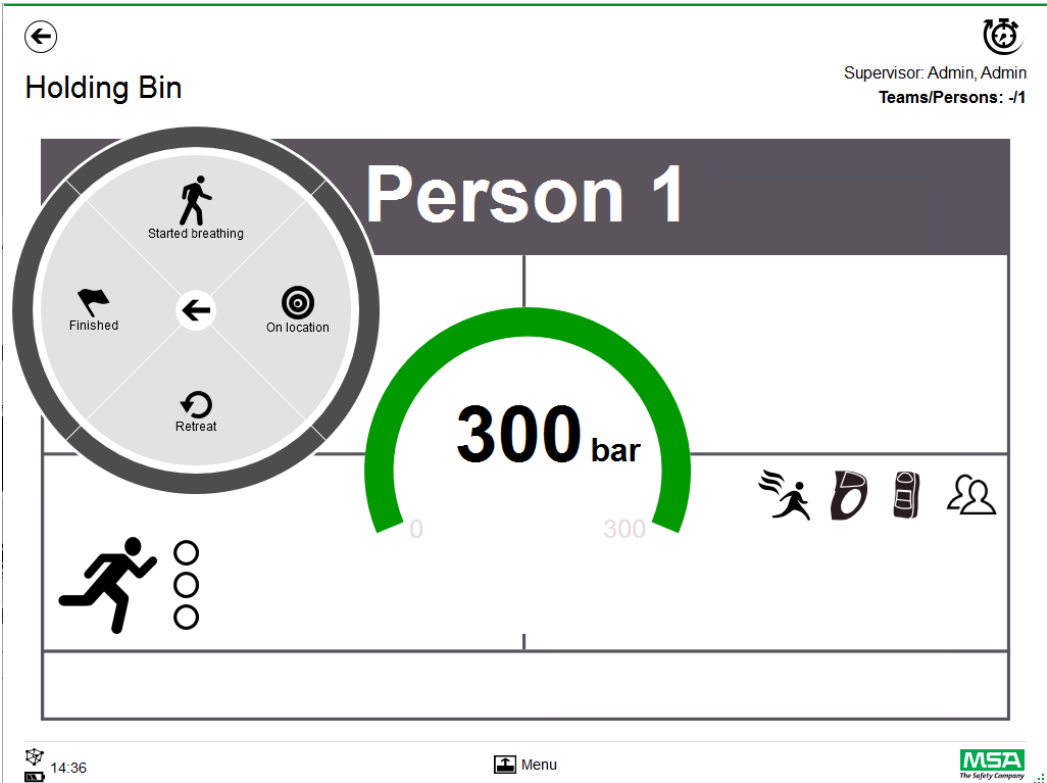 Holding Bin
Supervisor: Admin, Admin
Teams/Persons: -/1
Person 1
Started breathing
Finished
On location
Retreat
300 bar
0
300
14:36
Menu
MSA
The Safety Company